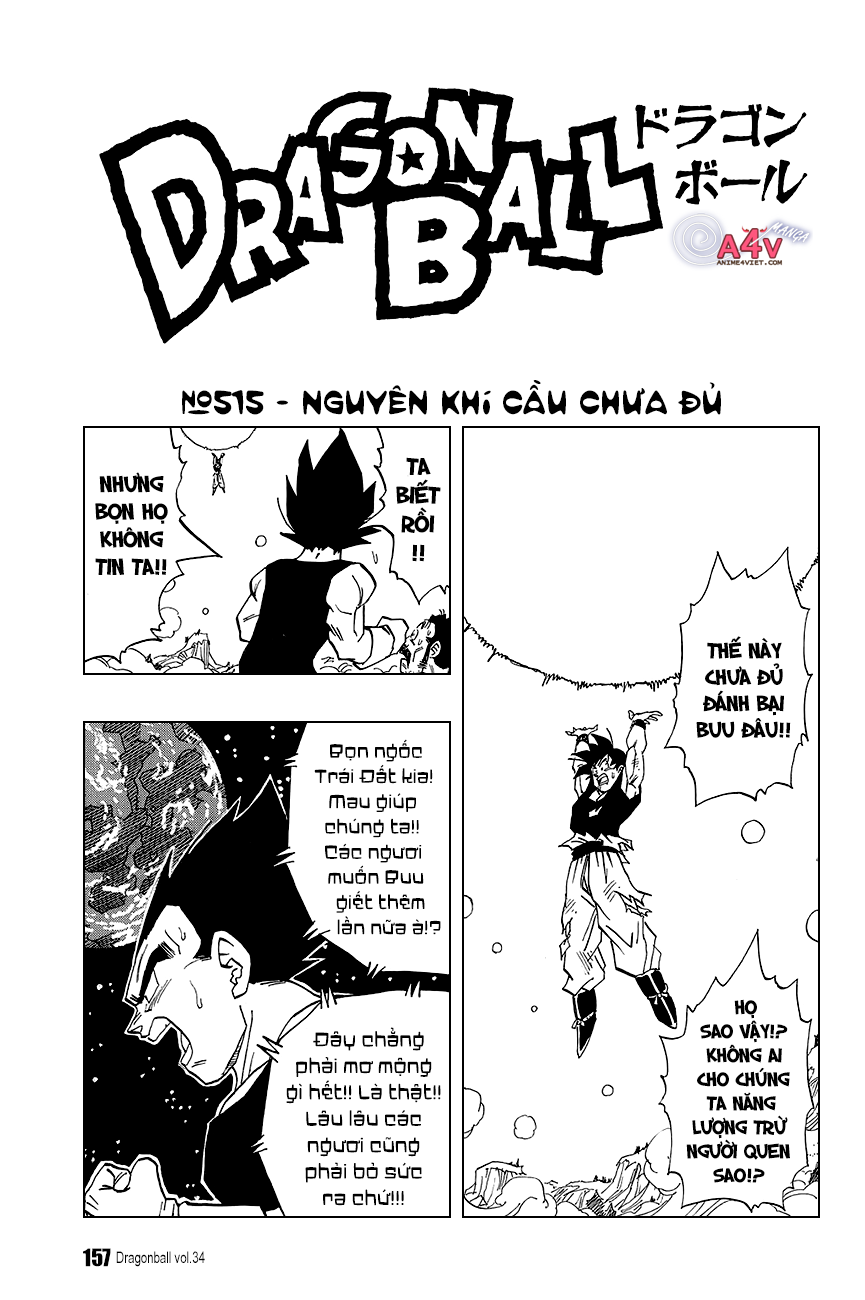 DRAGON BALL
ドラゴン
ボール
A4V MANGA
ANIME4VIET.COM
№515 - NGUYÊN KHÍ CẦU CHƯA ĐỦ
THẾ NÀY
CHƯA ĐỦ
ĐÁNH BẠI
BUU ĐÂU!!
HỌ
SAO VẬY!?
KHÔNG AI
CHO CHÚNG
TA NĂNG
LƯỢNG TRỪ
NGƯỜI QUEN
SAO!?
TA
BIẾT
RỒI
!!
NHƯNG
BỌN HỌ
KHÔNG
TIN TA!!
Bọn ngốc
Trái Đất kia!
Mau giúp
chúng ta!!
Các ngươi
muốn Buu
giết thêm
lần nữa à!?
Đây chẳng
phải mơ mộng
gì hết!! Là thật!!
Lâu lâu các
ngươi cũng
phải bỏ sức
ra chứ!!!
157 Dragonball vol.34